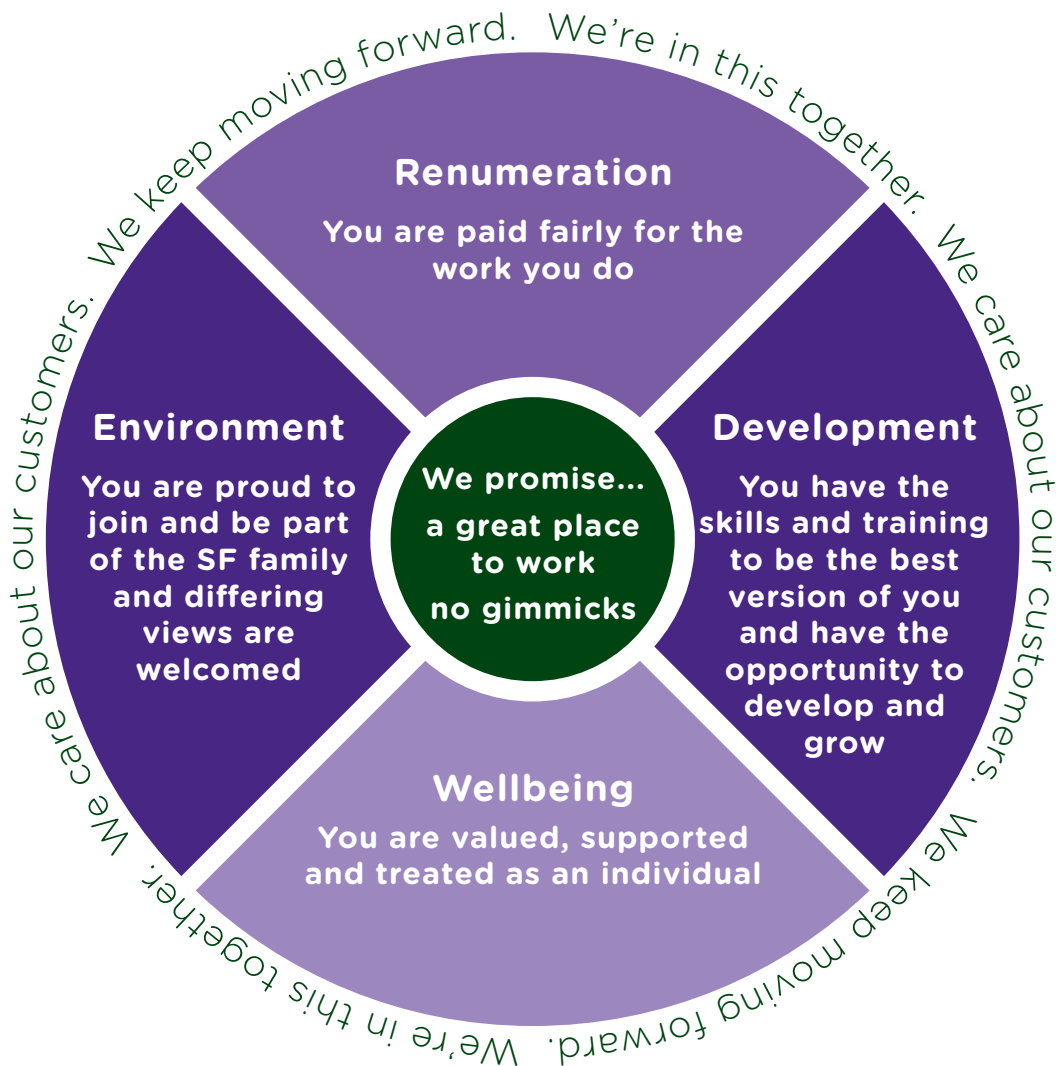 We keep moving forward. We're in this together. We care about our customers. We keep moving forward. We're in this together. We care about our customers.
Renumeration
You are paid fairly for the
work you do
Environment
You are proud to
join and be part
of the SF family
and differing
views are
welcomed
We promise...
a great place
to work
no gimmicks
Development
You have the
skills and training
to be the best
version of you
and have the
opportunity to
develop and
grow
Wellbeing
You are valued, supported
and treated as an individual